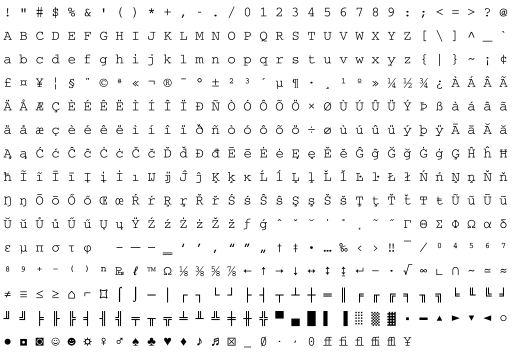 ! " # $ % & ' ( ) * + , - . / 0 1 2 3 4 5 6 7 8 9 : ; < = > ? @
A B C D E F G H I J K L M N O P Q R S T U V W X Y Z [ \ ] ^ _ `
a b c d e f g h i j k l m n o p q r s t u v w x y z { | } ~ ¡ ¢
£ ¤ ¥ ¦ § ¨ © ª « ¬ ® ¯ ° ± ² ³ ´ µ ¶ · ¸ ¹ º » ¼ ½ ¾ ¿ À Á Â Ã
Ä Å Æ Ç È É Ê Ë Ì Í Î Ï Ð Ñ Ò Ó Ô Õ Ö × Ø Ù Ú Û Ü Ý Þ ß à á â ã
ä å æ ç è é ê ë ì í î ï ð ñ ò ó ô õ ö ÷ ø ù ú û ü ý þ ÿ Ā ā Ă ă
Ą ą Ć ć Ĉ ĉ Ċ ċ Č č Ď ď Đ đ Ē ē Ė ė Ę ę Ě ě Ĝ ĝ Ğ ğ Ġ ġ Ģ Ĥ ĥ Ħ
ħ Ĩ ĩ Ī ī Į į İ ı Ĳ ĳ Ĵ ĵ Ķ ķ ĸ Ĺ ĺ Ļ ļ Ľ ľ Ŀ ŀ Ł ł Ń ń Ņ ņ Ň ň
Ŋ ŋ Ō ō Ő ő Œ œ Ŕ ŕ Ŗ ŗ Ř ř Ś ś Ŝ ŝ Ş ş Š š Ţ ţ Ť ť Ŧ ŧ Ũ ũ Ū ū
Ŭ ŭ Ů ů Ű ű Ų ų Ÿ Ź ź Ż ż Ž ž ƒ ǵ ˆ ˇ ˘ ˙ ˚ ˛ ˜ ˝ Γ Θ Σ Φ Ω α δ
ε μ π σ τ φ – — ― ‗ ‘ ’ ‚ “ ” „ † ‡ • … ‰ ‹ › ‼ ‾ ⁄ ⁰ ⁴ ⁵ ⁶ ⁷
⁸ ⁹ ⁺ ⁻ ⁽ ⁾ ⁿ ₧ ℓ ™ Ω ⅛ ⅜ ⅝ ⅞ ← ↑ → ↓ ↔ ↕ ↨ ↵ − ∙ √ ∞ ∟ ∩ ∼ ≃ ≈
≠ ≡ ≤ ≥ ⌂ ⌐ ⌑ ⌠ ⌡ ─ │ ┌ ┐ └ ┘ ├ ┤ ┬ ┴ ┼ ═ ║ ╒ ╓ ╔ ╕ ╖ ╗ ╘ ╙ ╚ ╛
╜ ╝ ╞ ╟ ╠ ╡ ╢ ╣ ╤ ╥ ╦ ╧ ╨ ╩ ╪ ╫ ╬ ▀ ▄ █ ▌ ▐ ░ ▒ ▓ ▪ ▬ ▲ ► ▼ ◄ ○
● ◘ ◘ ◙ ☺ ☻ ☼ ♀ ♂ ♠ ♣ ♥ ♦ ♪ ♬ ☒ _ Ø · · 0 ﬀ ﬁ ﬂ ﬃ ¥